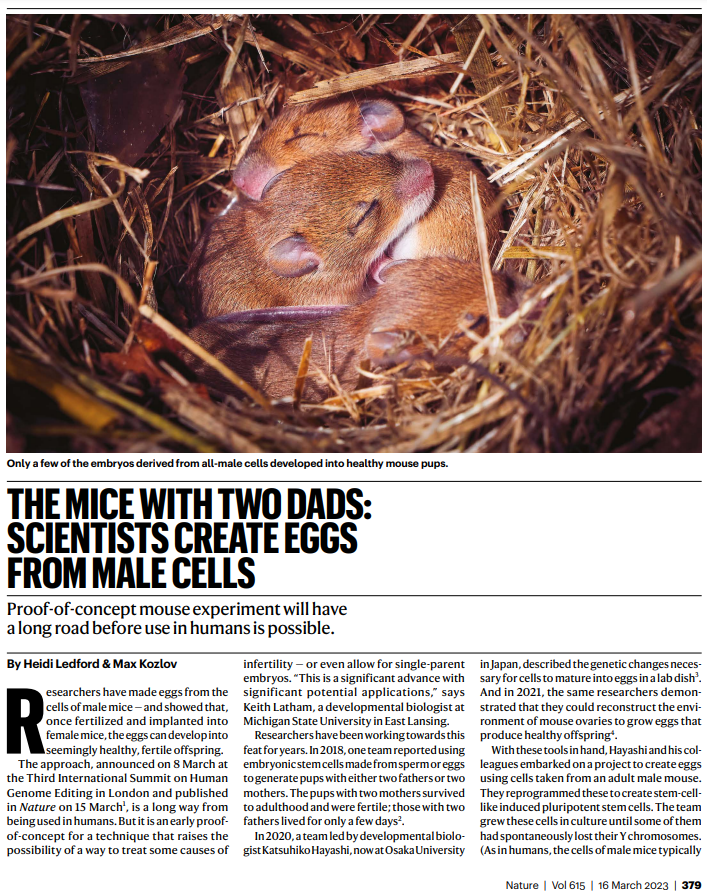 Only a few of the embryos derived from all-male cells developed into healthy mouse pups.
THE MICE WITH TWO DADS:
SCIENTISTS CREATE EGGS
FROM MALE CELLS
Proof-of-concept mouse experiment will have
a long road before use in humans is possible.
By Heidi Ledford & Max Kozlov
Researchers have made eggs from the
cells of male mice — and showed that,
once fertilized and implanted into
female mice, the eggs can develop into
seemingly healthy, fertile offspring.
The approach, announced on 8 March at
the Third International Summit on Human
Genome Editing in London and published
in Nature on 15 March¹, is a long way from
being used in humans. But it is an early proof-
of-concept for a technique that raises the
possibility of a way to treat some causes of
infertility — or even allow for single-parent
embryos. “This is a significant advance with
significant potential applications,” says
Keith Latham, a developmental biologist at
Michigan State University in East Lansing.
Researchers have been working towards this
feat for years. In 2018, one team reported using
embryonic stem cells made from sperm or eggs
to generate pups with either two fathers or two
mothers. The pups with two mothers survived
to adulthood and were fertile; those with two
fathers lived for only a few days².
In 2020, a team led by developmental biolo-
gist Katsuhiko Hayashi, now at Osaka University
in Japan, described the genetic changes neces-
sary for cells to mature into eggs in a lab dish³.
And in 2021, the same researchers demon-
strated that they could reconstruct the envi-
ronment of mouse ovaries to grow eggs that
produce healthy offspring⁴.
With these tools in hand, Hayashi and his col-
leagues embarked on a project to create eggs
using cells taken from an adult male mouse.
They reprogrammed these to create stem-cell-
like induced pluripotent stem cells. The team
grew these cells in culture until some of them
had spontaneously lost their Y chromosomes.
(As in humans, the cells of male mice typically
Nature | Vol 615 | 16 March 2023 | 379